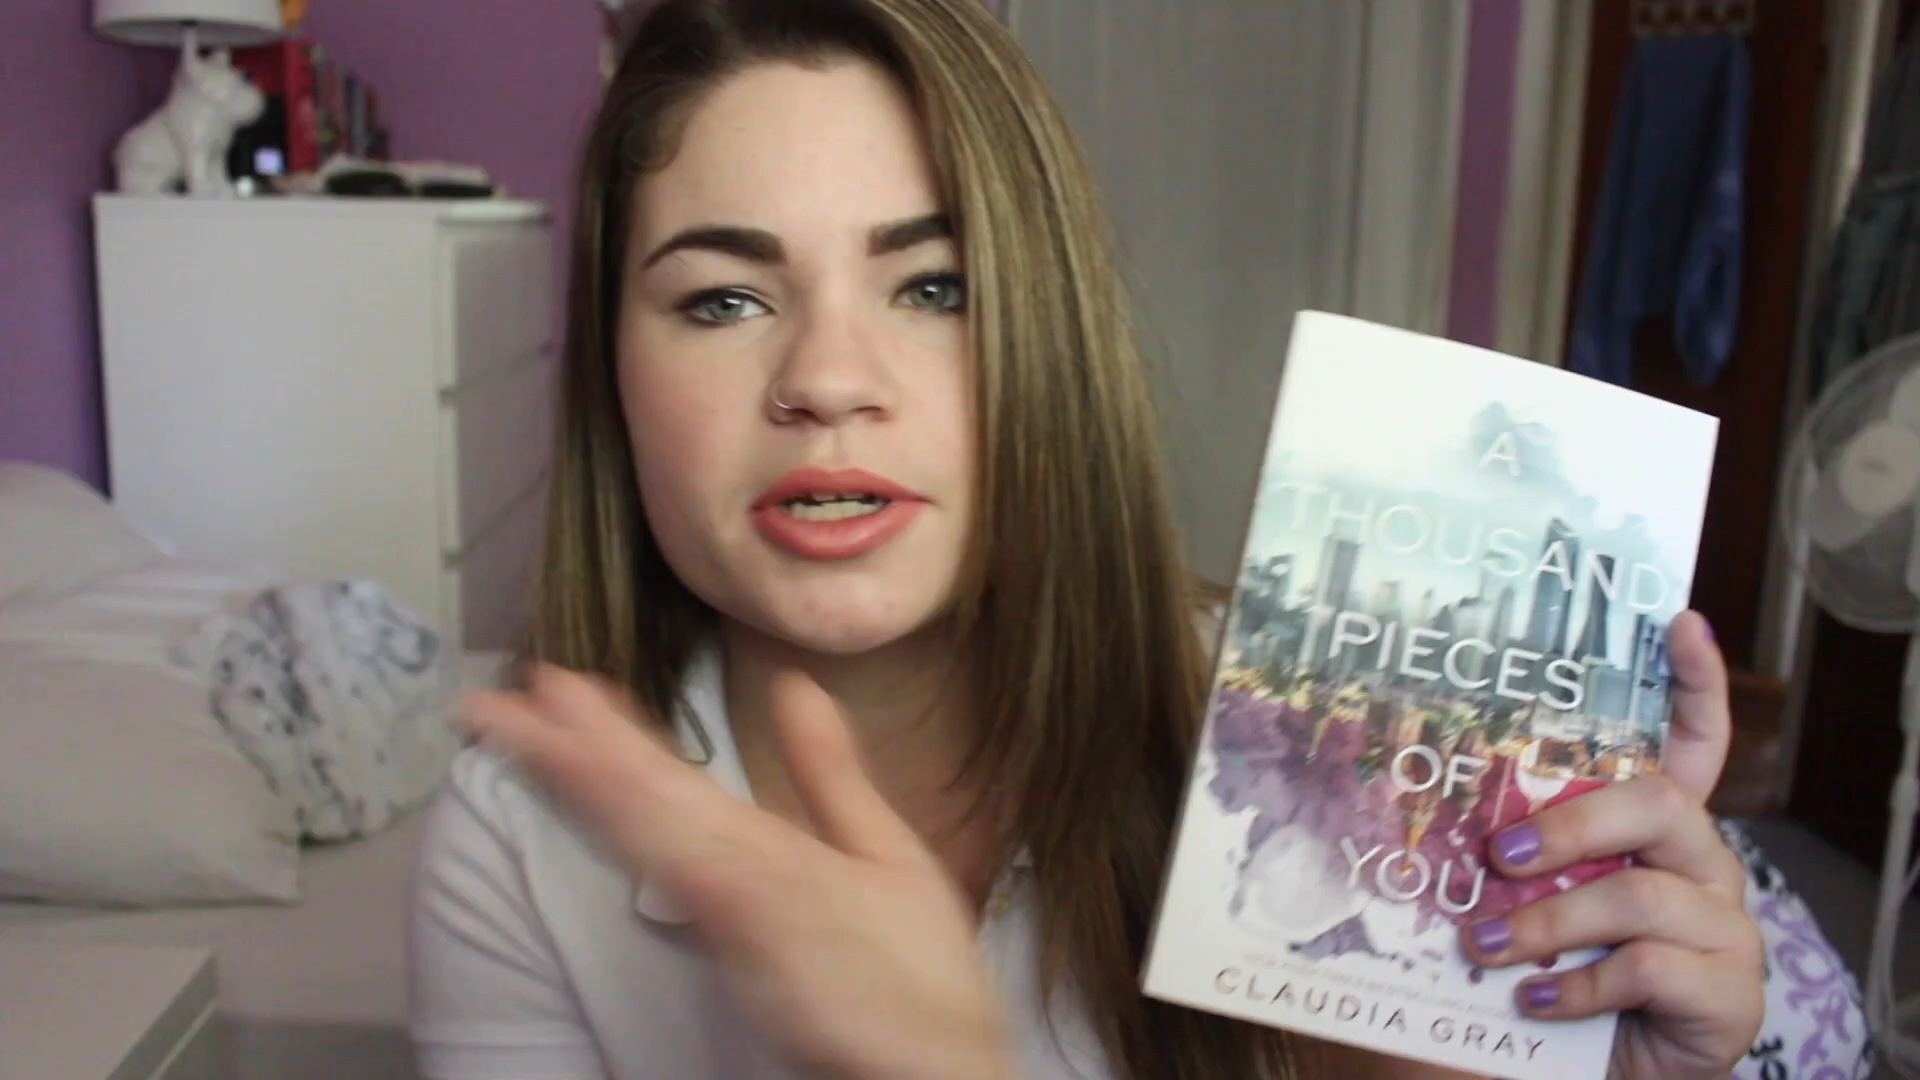 A
THOUSAND
PIECES
OF
YOU
CLAUDIA GRAY